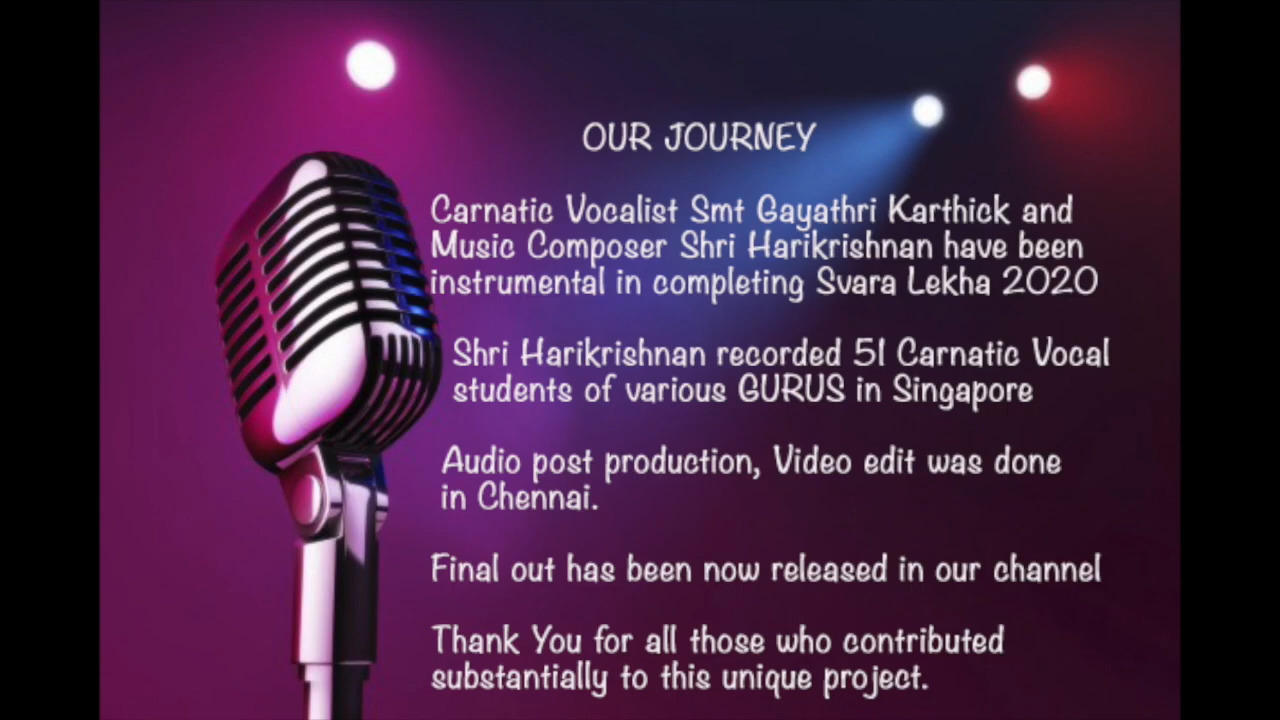 OUR JOURNEY
Carnatic Vocalist Smt Gayathri Karthick and
Music Composer Shri Harikrishnan have been
instrumental in completing Svara Lekha 2020
Shri Harikrishnan recorded 51 Carnatic Vocal
students of various GURUS in Singapore
Audio post production, Video edit was done
in Chennai.
Final out has been now released in our channel
Thank You for all those who contributed
substantially to this unique project.